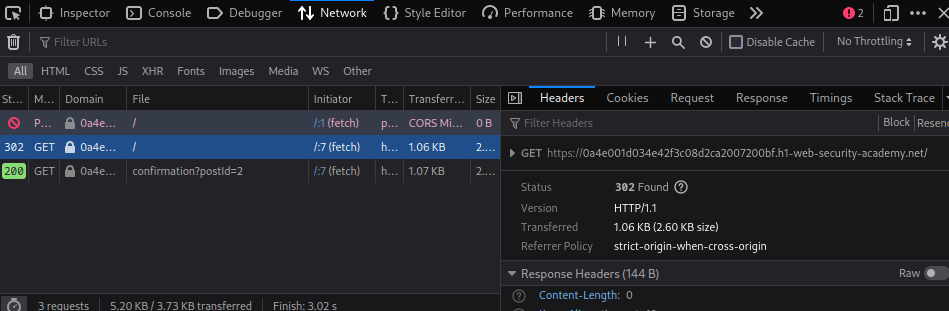 Inspector Console Debugger Network Style Editor Performance Memory Storage 2
Filter URLs Disable Cache No Throttling
All HTML CSS JS XHR Fonts Images Media WS Other
St... M... Domain File Initiator T... Transferr... Size
Headers Cookies Request Response Timings Stack Trace
P... 0a4e... / /:1 (fetch) p... CORS Mi... 0 B
Filter Headers Block Resen
302 GET 0a4e... / /:7 (fetch) h... 1.06 KB 2....
200 GET 0a4e... confirmation?postId=2 /:7 (fetch) h... 1.07 KB 2....
GET https://0a4e001d034e42f3c08d2ca2007200bf.h1-web-security-academy.net/
Status 302 Found
Version HTTP/1.1
Transferred 1.06 KB (2.60 KB size)
Referrer Policy strict-origin-when-cross-origin
Response Headers (144 B) Raw
Content-Length: 0
3 requests 5.20 KB / 3.73 KB transferred Finish: 3.02 s